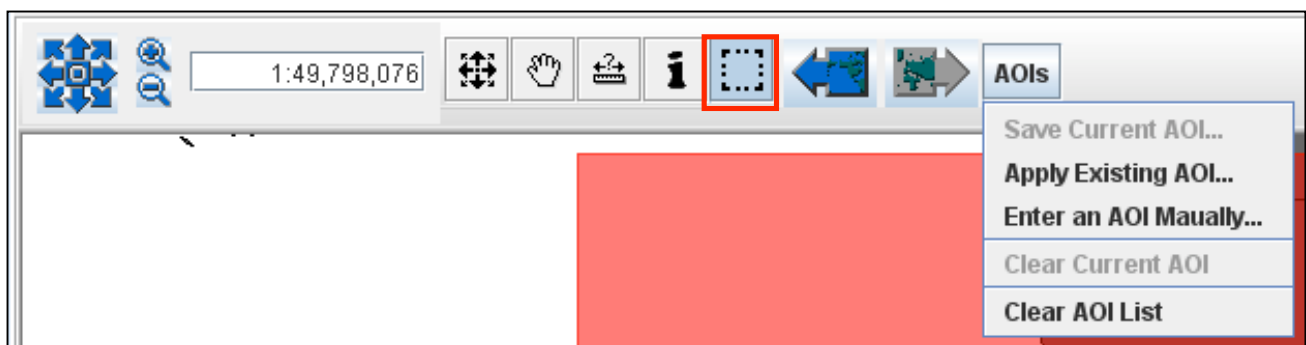 1:49,798,076
AOIs
Save Current AOI...
Apply Existing AOI...
Enter an AOI Maually...
Clear Current AOI
Clear AOI List